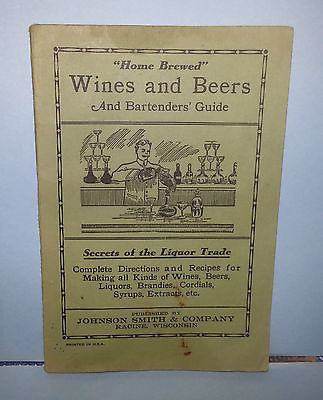 "Home Brewed"
Wines and Beers
And Bartenders' Guide
Secrets of the Liquor Trade
Complete Directions and Recipes for
Making all Kinds of Wines, Beers,
Liquors, Brandies, Cordials,
Syrups, Extracts, etc.
PUBLISHED BY
JOHNSON SMITH & COMPANY
RACINE, WISCONSIN
PRINTED IN U.S.A.